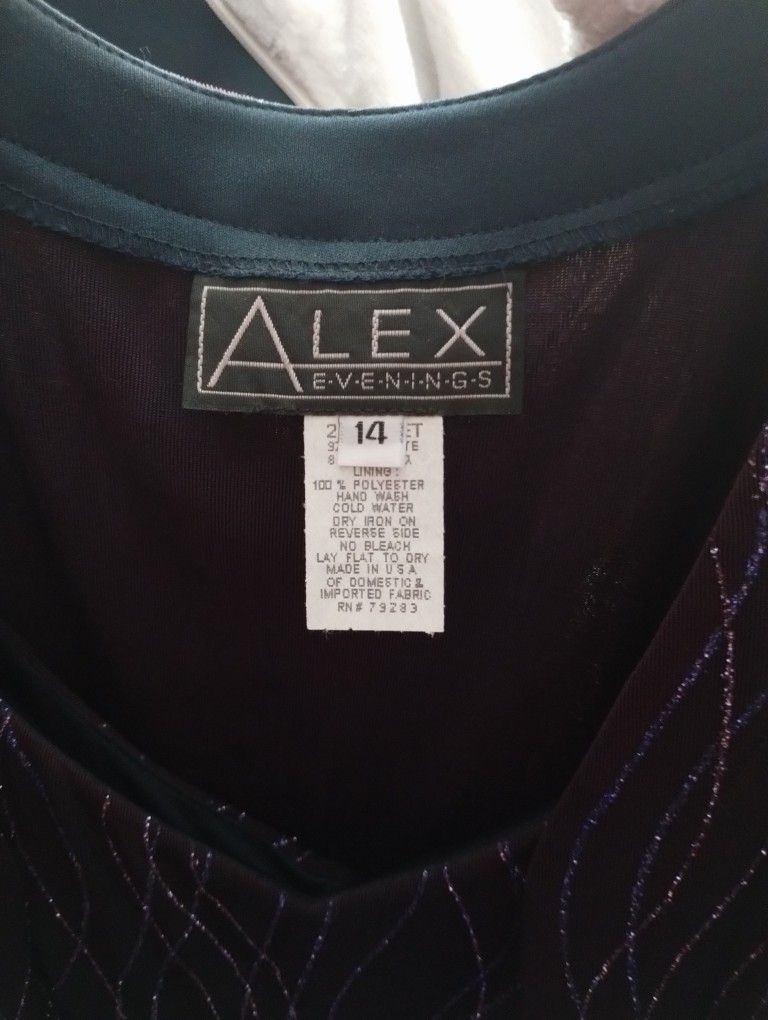 ALEX
E·V·E·N·I·N·G·S
14
LINING:
100 % POLYESTER
HAND WASH
COLD WATER
DRY IRON ON
REVERSE SIDE
NO BLEACH
LAY FLAT TO DRY
MADE IN U S A
OF DOMESTIC &
IMPORTED FABRIC
RN# 79283